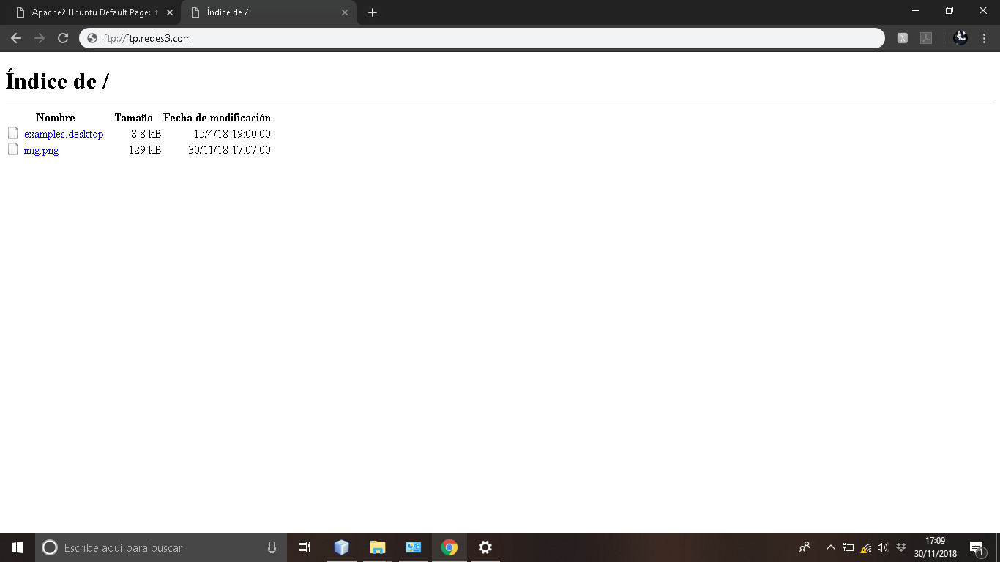 Apache2 Ubuntu Default Page: It
Índice de /
ftp://ftp.redes3.com
Índice de /
Nombre Tamaño Fecha de modificación
examples.desktop 8.8 kB 15/4/18 19:00:00
img.png 129 kB 30/11/18 17:07:00
Escribe aquí para buscar
17:09
30/11/2018
1